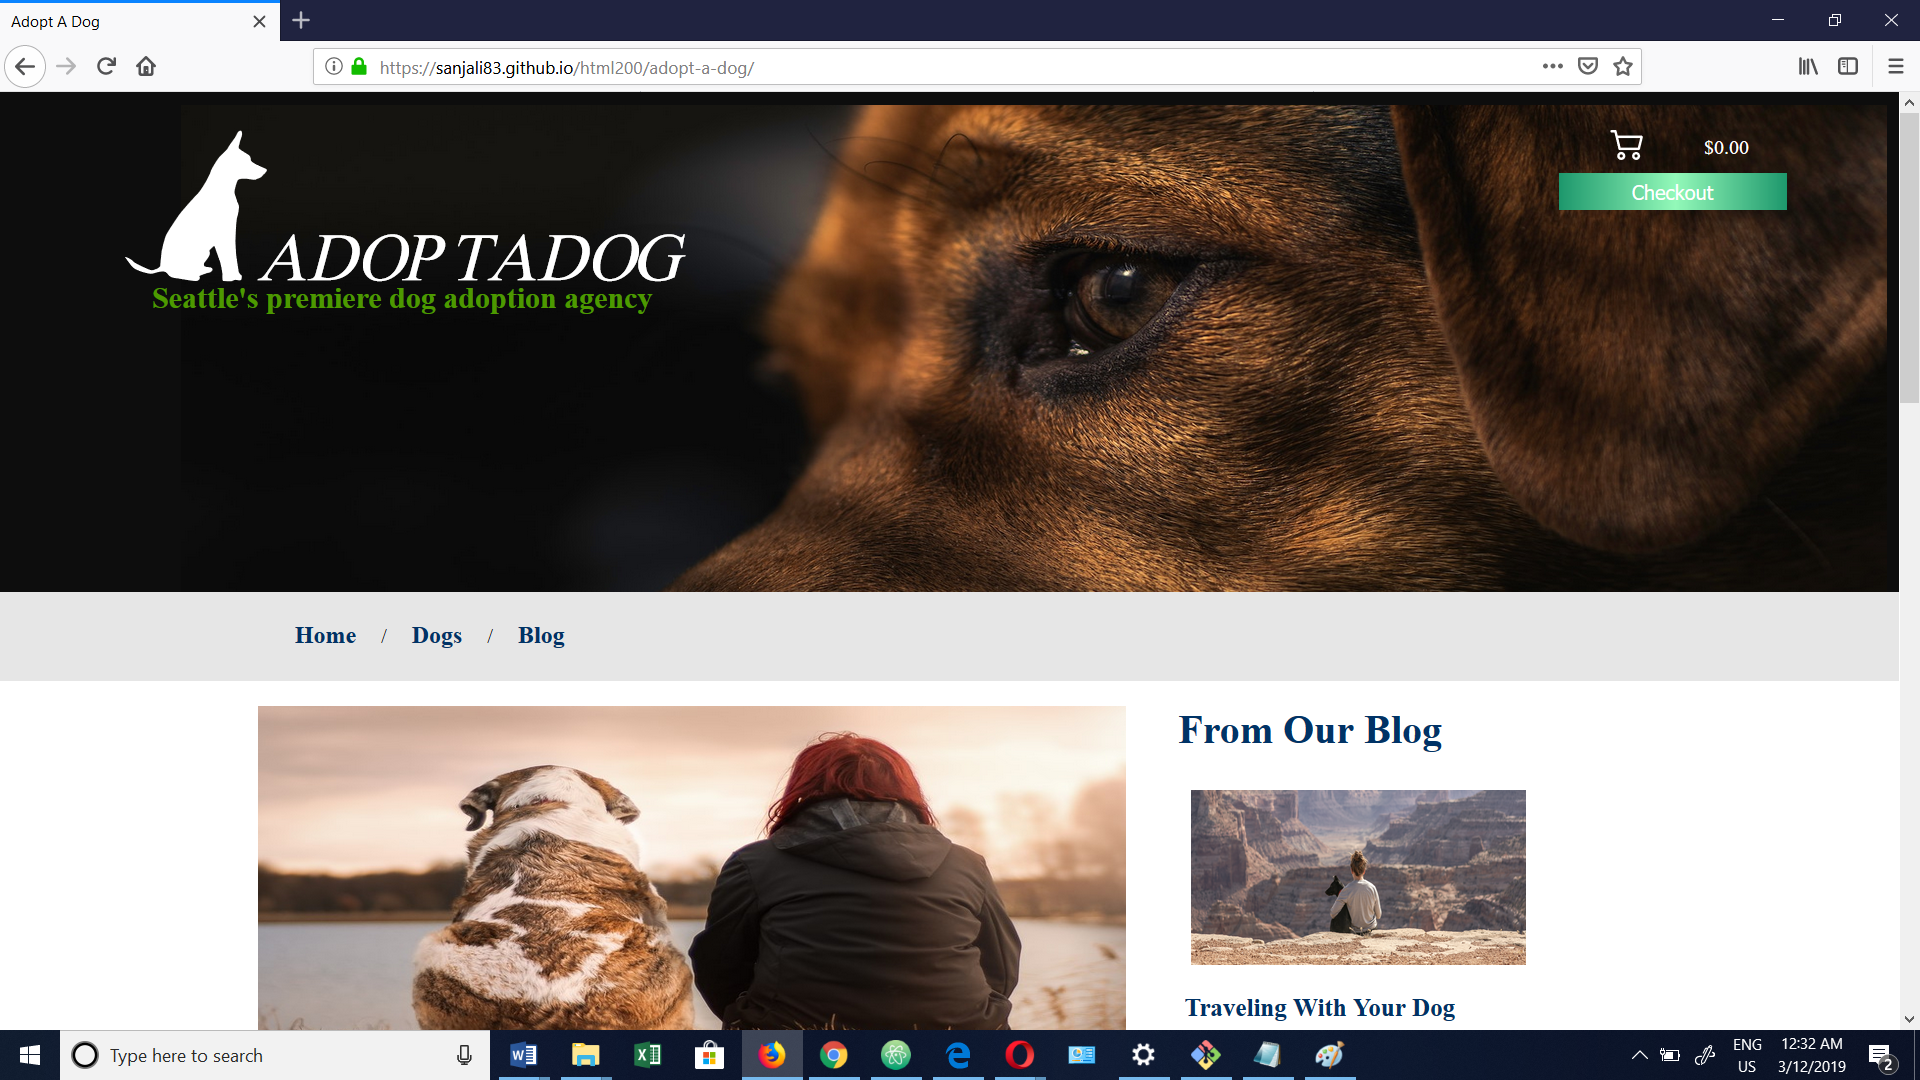 Adopt A Dog
https://sanjali83.github.io/html200/adopt-a-dog/
$0.00
Checkout
ADOPTADOG
Seattle's premiere dog adoption agency
Home / Dogs / Blog
From Our Blog
Traveling With Your Dog
Type here to search
ENG
US
12:32 AM
3/12/2019
2